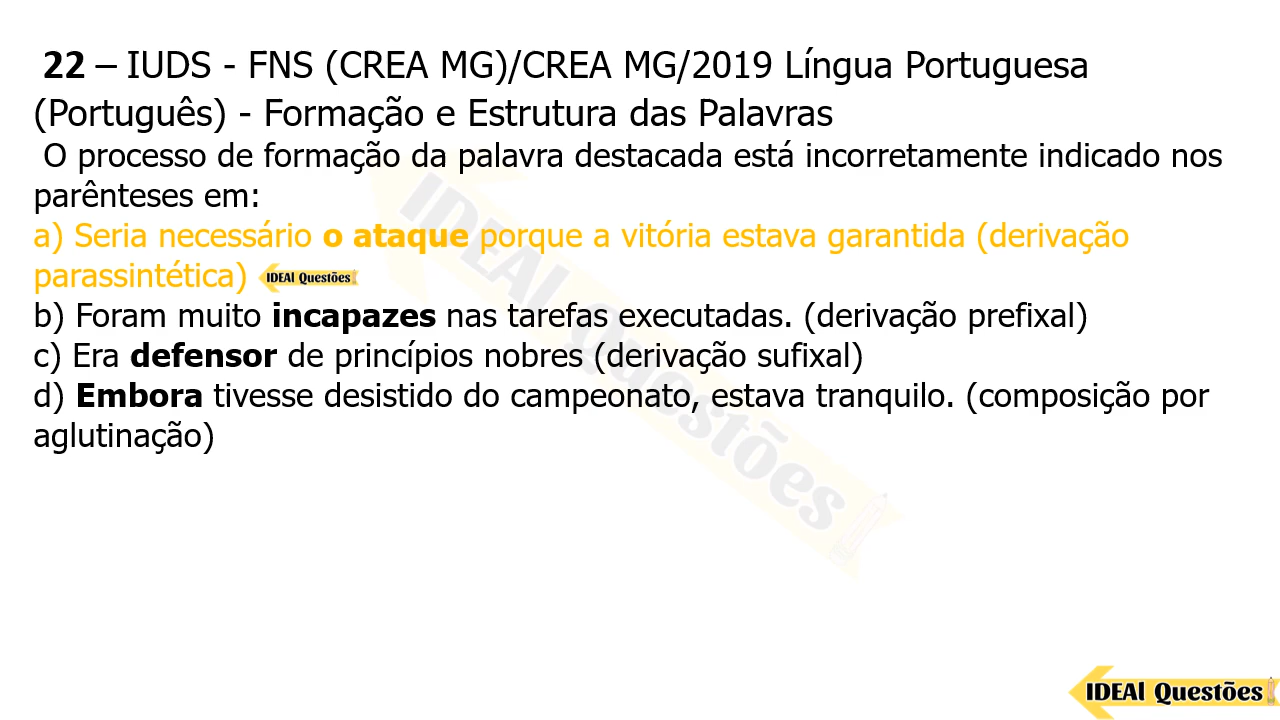 22 – IUDS - FNS (CREA MG)/CREA MG/2019 Língua Portuguesa
(Português) - Formação e Estrutura das Palavras
O processo de formação da palavra destacada está incorretamente indicado nos
parênteses em:
a) Seria necessário o ataque porque a vitória estava garantida (derivação
parassintética) IDEAl Questões
b) Foram muito incapazes nas tarefas executadas. (derivação prefixal)
c) Era defensor de princípios nobres (derivação sufixal)
d) Embora tivesse desistido do campeonato, estava tranquilo. (composição por
aglutinação)
IDEAl Questões
IDEAl Questões